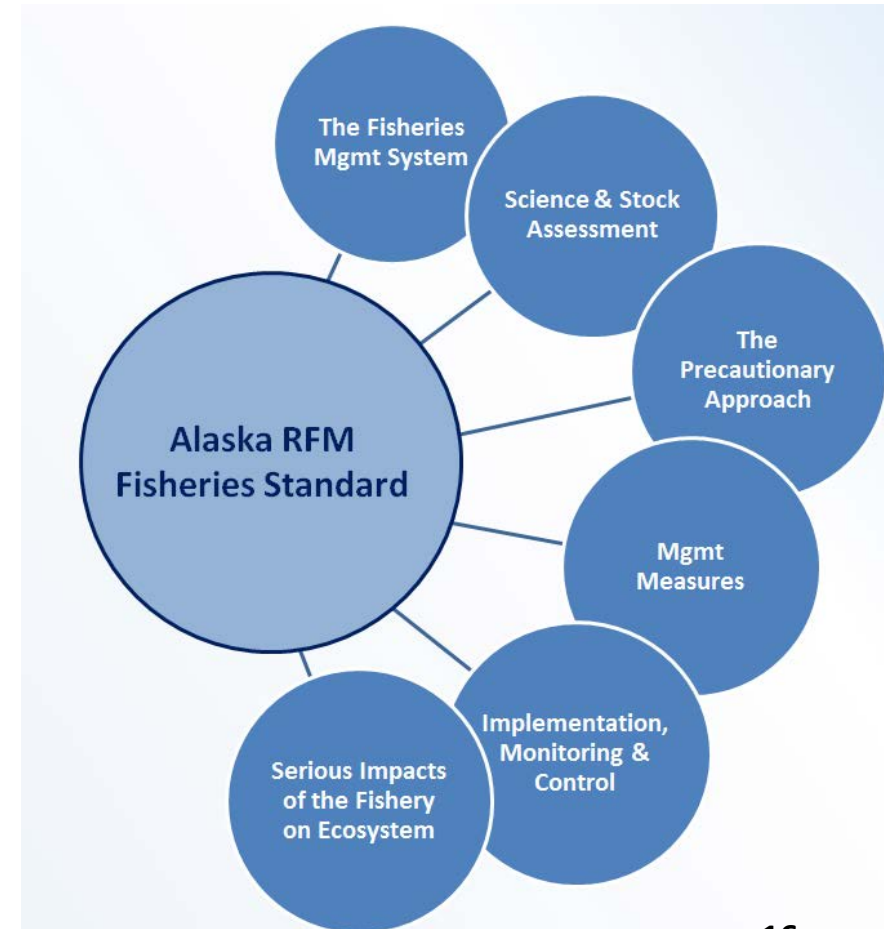 The Fisheries
Mgmt System
Science & Stock
Assessment
The
Precautionary
Approach
Alaska RFM
Fisheries Standard
Mgmt
Measures
Implementation,
Monitoring &
Control
Serious Impacts
of the Fishery
on Ecosystem